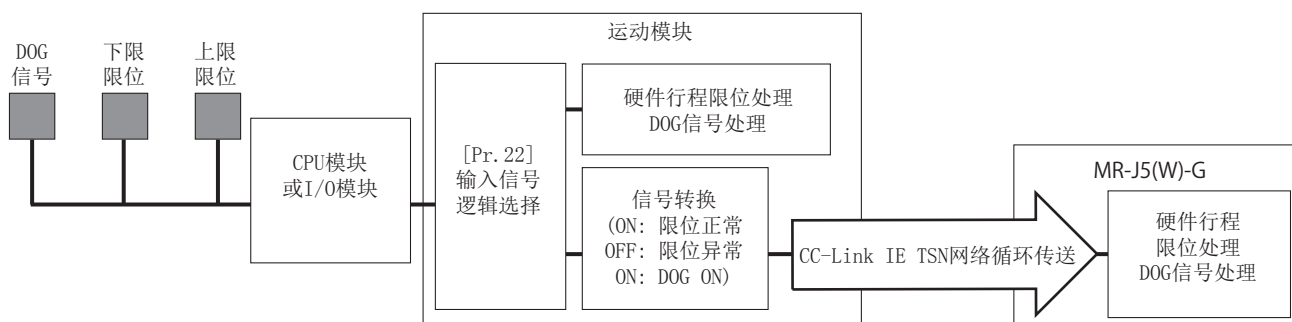 运动模块
DOG
信号
下限
限位
上限
限位
CPU模块
或I/O模块
[Pr.22]
输入信号
逻辑选择
硬件行程限位处理
DOG信号处理
信号转换
(ON: 限位正常
OFF: 限位异常
ON: DOG ON)
CC-Link IE TSN网络循环传送
MR-J5(W)-G
硬件行程
限位处理
DOG信号处理